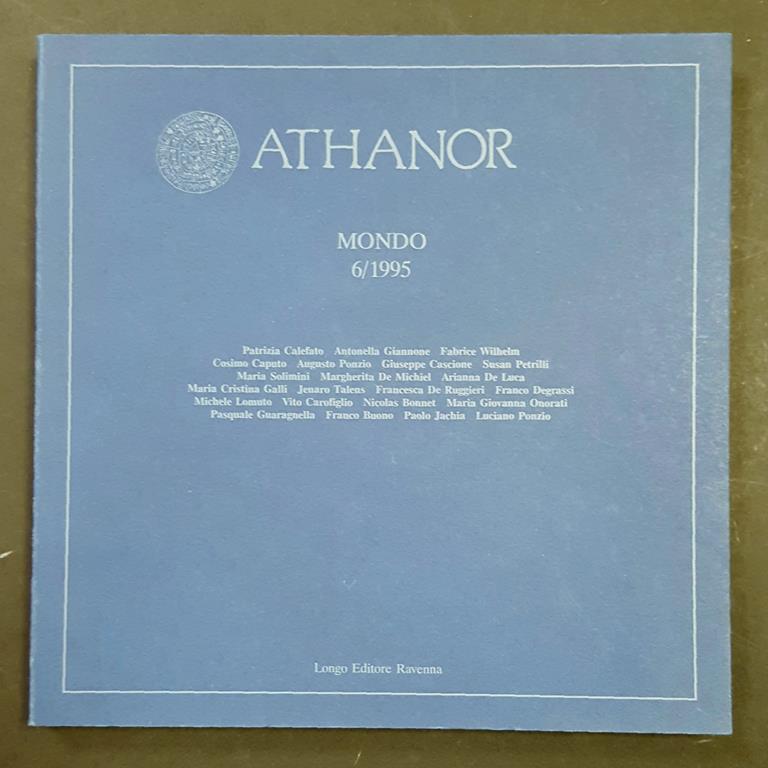 ATHANOR
MONDO
6/1995
Patrizia Calefato Antonella Giannone Fabrice Wilhelm
Cosimo Caputo Augusto Ponzio Giuseppe Cascione Susan Petrilli
Maria Solimini Margherita De Michiel Arianna De Luca
Maria Cristina Galli Jenaro Talens Francesca De Ruggieri Franco Degrassi
Michele Lomuto Vito Carofiglio Nicolas Bonnet Maria Giovanna Onorati
Pasquale Guaragnella Franco Buono Paolo Jachia Luciano Ponzio
Longo Editore Ravenna